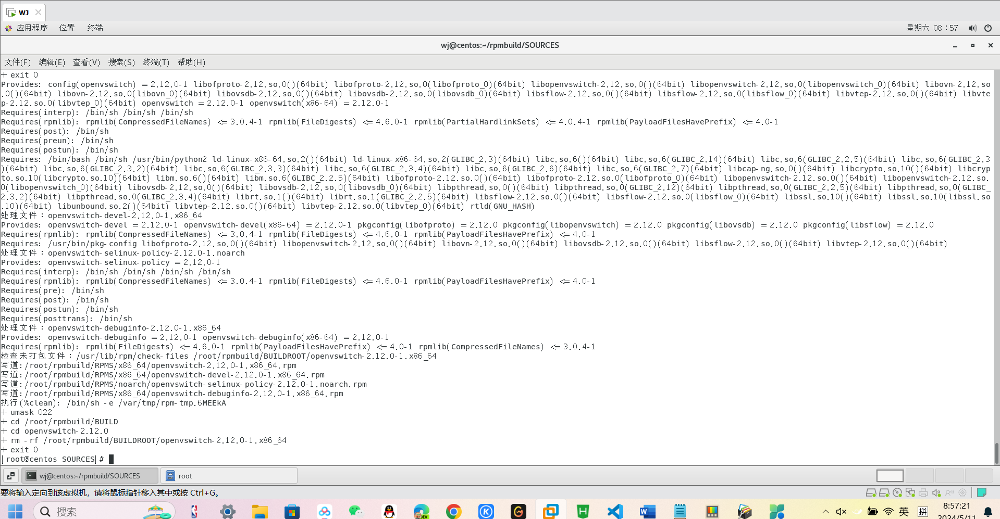 WJ
应用程序 位置 终端 星期六 08：57
wj@centos:~/rpmbuild/SOURCES
文件(F) 编辑(E) 查看(V) 搜索(S) 终端(T) 帮助(H)
+ exit 0
Provides: config(openvswitch) = 2.12.0-1 libofproto-2.12.so.0()(64bit) libofproto-2.12.so.0(libofproto_0)(64bit) libopenvswitch-2.12.so.0()(64bit) libopenvswitch-2.12.so.0(libopenvswitch_0)(64bit) libovn-2.12.so
.0()(64bit) libovn-2.12.so.0(libovn_0)(64bit) libovsdb-2.12.so.0()(64bit) libovsdb-2.12.so.0(libovsdb_0)(64bit) libsflow-2.12.so.0()(64bit) libsflow-2.12.so.0(libsflow_0)(64bit) libvtep-2.12.so.0()(64bit) libvte
p-2.12.so.0(libvtep_0)(64bit) openvswitch = 2.12.0-1 openvswitch(x86-64) = 2.12.0-1
Requires(interp): /bin/sh /bin/sh /bin/sh
Requires(rpmlib): rpmlib(CompressedFileNames) <= 3.0.4-1 rpmlib(FileDigests) <= 4.6.0-1 rpmlib(PartialHardlinkSets) <= 4.0.4-1 rpmlib(PayloadFilesHavePrefix) <= 4.0-1
Requires(post): /bin/sh
Requires(preun): /bin/sh
Requires(postun): /bin/sh
Requires: /bin/bash /bin/sh /usr/bin/python2 ld-linux-x86-64.so.2()(64bit) ld-linux-x86-64.so.2(GLIBC_2.3)(64bit) libc.so.6()(64bit) libc.so.6(GLIBC_2.14)(64bit) libc.so.6(GLIBC_2.2.5)(64bit) libc.so.6(GLIBC_2.3
)(64bit) libc.so.6(GLIBC_2.3.2)(64bit) libc.so.6(GLIBC_2.3.3)(64bit) libc.so.6(GLIBC_2.3.4)(64bit) libc.so.6(GLIBC_2.6)(64bit) libc.so.6(GLIBC_2.7)(64bit) libcap-ng.so.0()(64bit) libcrypto.so.10()(64bit) libcryp
to.so.10(libcrypto.so.10)(64bit) libm.so.6()(64bit) libm.so.6(GLIBC_2.2.5)(64bit) libofproto-2.12.so.0()(64bit) libofproto-2.12.so.0(libofproto_0)(64bit) libopenvswitch-2.12.so.0()(64bit) libopenvswitch-2.12.so.
0(libopenvswitch_0)(64bit) libovsdb-2.12.so.0()(64bit) libovsdb-2.12.so.0(libovsdb_0)(64bit) libpthread.so.0()(64bit) libpthread.so.0(GLIBC_2.12)(64bit) libpthread.so.0(GLIBC_2.2.5)(64bit) libpthread.so.0(GLIBC_
2.3.2)(64bit) libpthread.so.0(GLIBC_2.3.4)(64bit) librt.so.1()(64bit) librt.so.1(GLIBC_2.2.5)(64bit) libsflow-2.12.so.0()(64bit) libsflow-2.12.so.0(libsflow_0)(64bit) libssl.so.10()(64bit) libssl.so.10(libssl.so
.10)(64bit) libunbound.so.2()(64bit) libvtep-2.12.so.0()(64bit) libvtep-2.12.so.0(libvtep_0)(64bit) rtld(GNU_HASH)
处理文件：openvswitch-devel-2.12.0-1.x86_64
Provides: openvswitch-devel = 2.12.0-1 openvswitch-devel(x86-64) = 2.12.0-1 pkgconfig(libofproto) = 2.12.0 pkgconfig(libopenvswitch) = 2.12.0 pkgconfig(libovsdb) = 2.12.0 pkgconfig(libsflow) = 2.12.0
Requires(rpmlib): rpmlib(CompressedFileNames) <= 3.0.4-1 rpmlib(FileDigests) <= 4.6.0-1 rpmlib(PayloadFilesHavePrefix) <= 4.0-1
Requires: /usr/bin/pkg-config libofproto-2.12.so.0()(64bit) libopenvswitch-2.12.so.0()(64bit) libovn-2.12.so.0()(64bit) libovsdb-2.12.so.0()(64bit) libsflow-2.12.so.0()(64bit) libvtep-2.12.so.0()(64bit)
处理文件：openvswitch-selinux-policy-2.12.0-1.noarch
Provides: openvswitch-selinux-policy = 2.12.0-1
Requires(interp): /bin/sh /bin/sh /bin/sh /bin/sh
Requires(rpmlib): rpmlib(CompressedFileNames) <= 3.0.4-1 rpmlib(FileDigests) <= 4.6.0-1 rpmlib(PayloadFilesHavePrefix) <= 4.0-1
Requires(pre): /bin/sh
Requires(post): /bin/sh
Requires(postun): /bin/sh
Requires(posttrans): /bin/sh
处理文件：openvswitch-debuginfo-2.12.0-1.x86_64
Provides: openvswitch-debuginfo = 2.12.0-1 openvswitch-debuginfo(x86-64) = 2.12.0-1
Requires(rpmlib): rpmlib(FileDigests) <= 4.6.0-1 rpmlib(PayloadFilesHavePrefix) <= 4.0-1 rpmlib(CompressedFileNames) <= 3.0.4-1
检查未打包文件：/usr/lib/rpm/check-files /root/rpmbuild/BUILDROOT/openvswitch-2.12.0-1.x86_64
写道:/root/rpmbuild/RPMS/x86_64/openvswitch-2.12.0-1.x86_64.rpm
写道:/root/rpmbuild/RPMS/x86_64/openvswitch-devel-2.12.0-1.x86_64.rpm
写道:/root/rpmbuild/RPMS/noarch/openvswitch-selinux-policy-2.12.0-1.noarch.rpm
写道:/root/rpmbuild/RPMS/x86_64/openvswitch-debuginfo-2.12.0-1.x86_64.rpm
执行(%clean): /bin/sh -e /var/tmp/rpm-tmp.6MEEkA
+ umask 022
+ cd /root/rpmbuild/BUILD
+ cd openvswitch-2.12.0
+ rm -rf /root/rpmbuild/BUILDROOT/openvswitch-2.12.0-1.x86_64
+ exit 0
[root@centos SOURCES]#
wj@centos:~/rpmbuild/SOURCES root
要将输入定向到该虚拟机，请将鼠标指针移入其中或按 Ctrl+G。
搜索 英 拼 8:57:21
2024/5/11